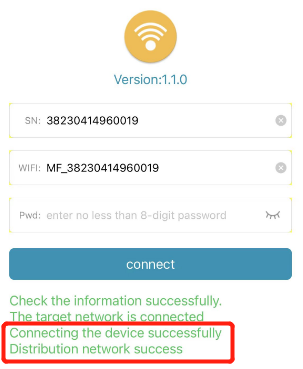 Version:1.1.0
SN: 38230414960019
WIFI: MF_38230414960019
Pwd: enter no less than 8-digit password
connect
Check the information successfully.
The target network is connected
Connecting the device successfully
Distribution network success